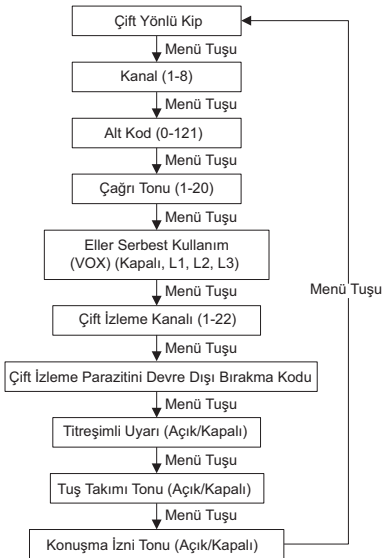 Çift Yönlü Kip
Menü Tuşu
Kanal (1-8)
Menü Tuşu
Alt Kod (0-121)
Menü Tuşu
Çağrı Tonu (1-20)
Menü Tuşu
Eller Serbest Kullanım
(VOX) (Kapalı, L1, L2, L3)
Menü Tuşu
Menü Tuşu
Çift İzleme Kanalı (1-22)
Menü Tuşu
Çift İzleme Parazitini Devre Dışı Bırakma Kodu
Menü Tuşu
Titreşimli Uyarı (Açık/Kapalı)
Menü Tuşu
Tuş Takımı Tonu (Açık/Kapalı)
Menü Tuşu
Konuşma İzni Tonu (Açık/Kapalı)